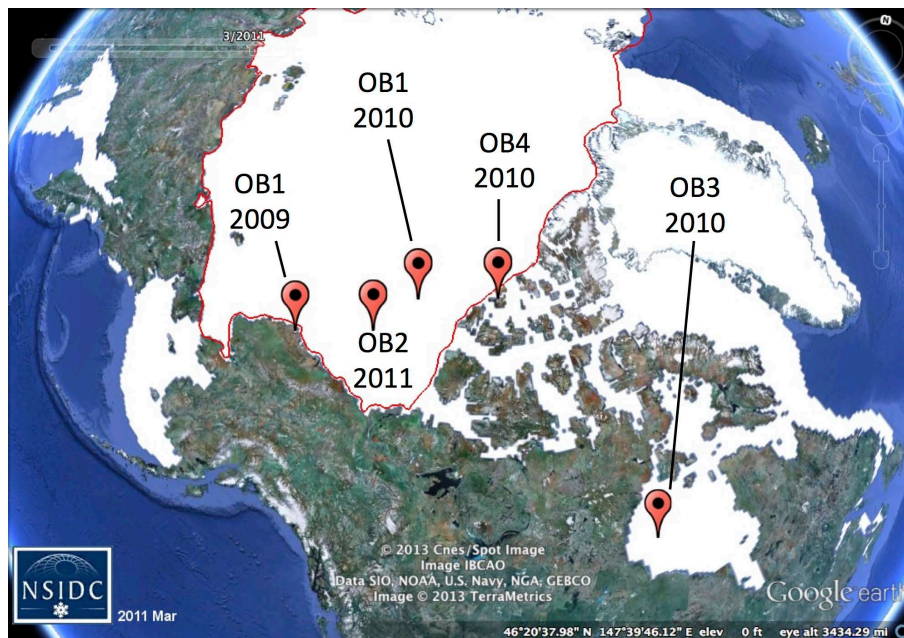 3/2011
N
OB1
2010
OB4
2010
OB1
2009
OB3
2010
OB2
2011
© 2013 Cnes/Spot Image
Image IBCAO
Data SIO, NOAA, U.S. Navy, NGA, GEBCO
Image © 2013 TerraMetrics
NSIDC
2011 Mar
Google earth
46°20'37.98" N 147°39'46.12" E elev 0 ft eye alt 3434.29 mi